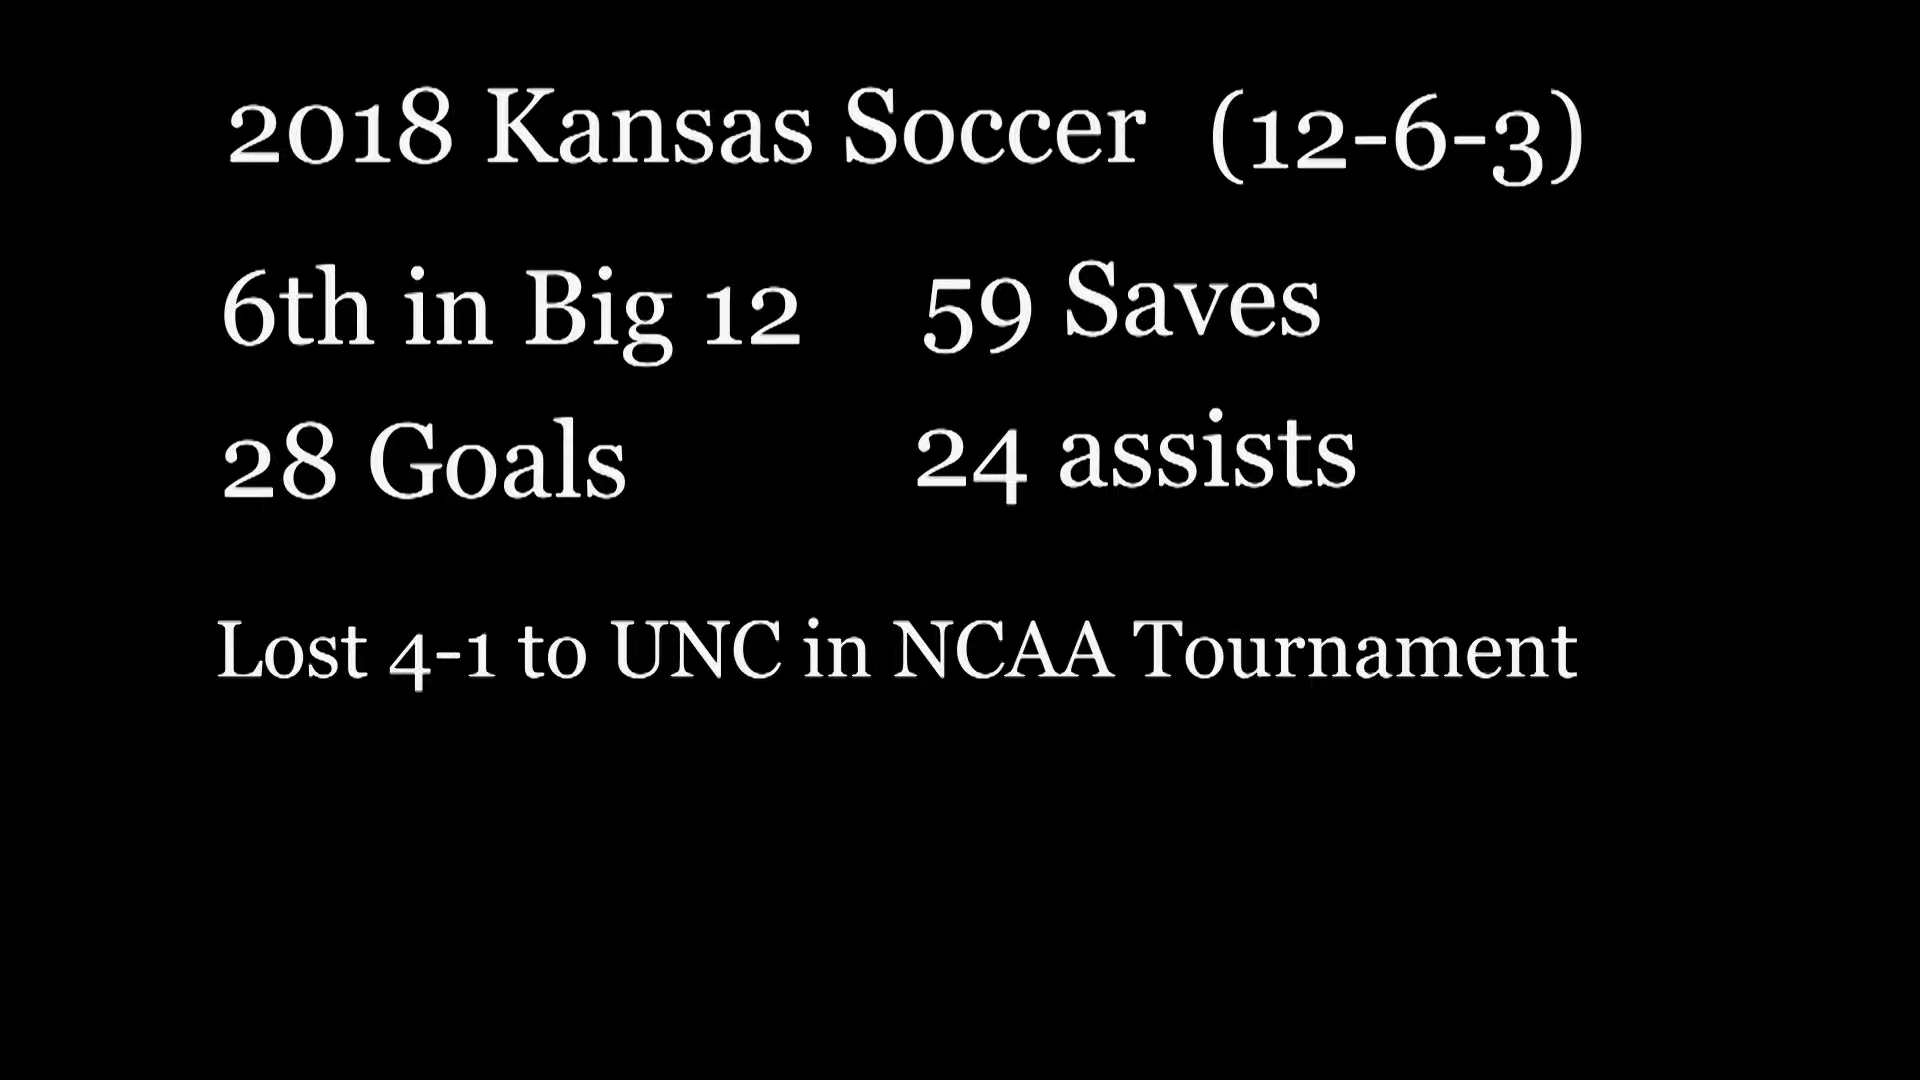 2018 Kansas Soccer (12-6-3)
6th in Big 12 59 Saves
28 Goals 24 assists
Lost 4-1 to UNC in NCAA Tournament